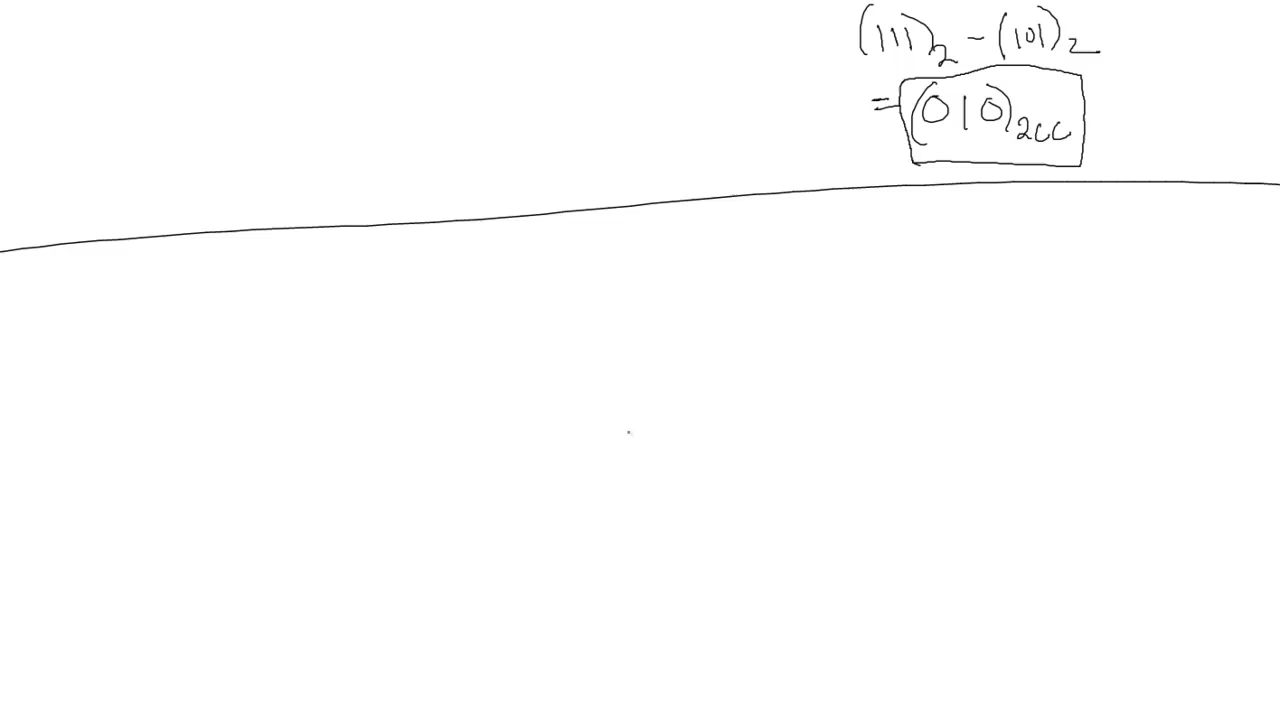 (111)₂ - (101)₂
= (010)₂cc